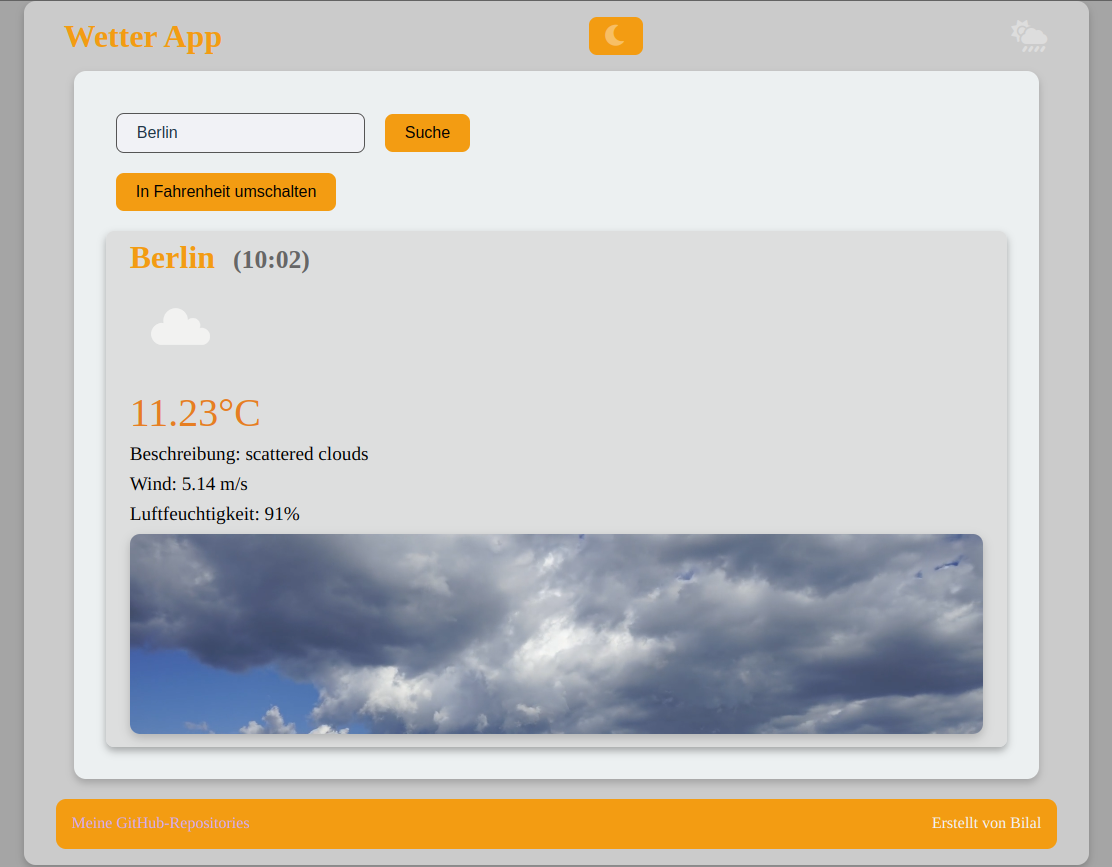 Wetter App
Berlin
Suche
In Fahrenheit umschalten
Berlin (10:02)
11.23°C
Beschreibung: scattered clouds
Wind: 5.14 m/s
Luftfeuchtigkeit: 91%
Meine GitHub-Repositories
Erstellt von Bilal